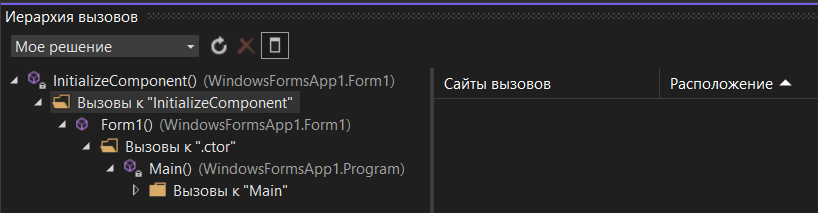 Иерархия вызовов
Мое решение
InitializeComponent() (WindowsFormsApp1.Form1)
Вызовы к "InitializeComponent"
Form1() (WindowsFormsApp1.Form1)
Вызовы к ".ctor"
Main() (WindowsFormsApp1.Program)
Вызовы к "Main"
Сайты вызовов
Расположение